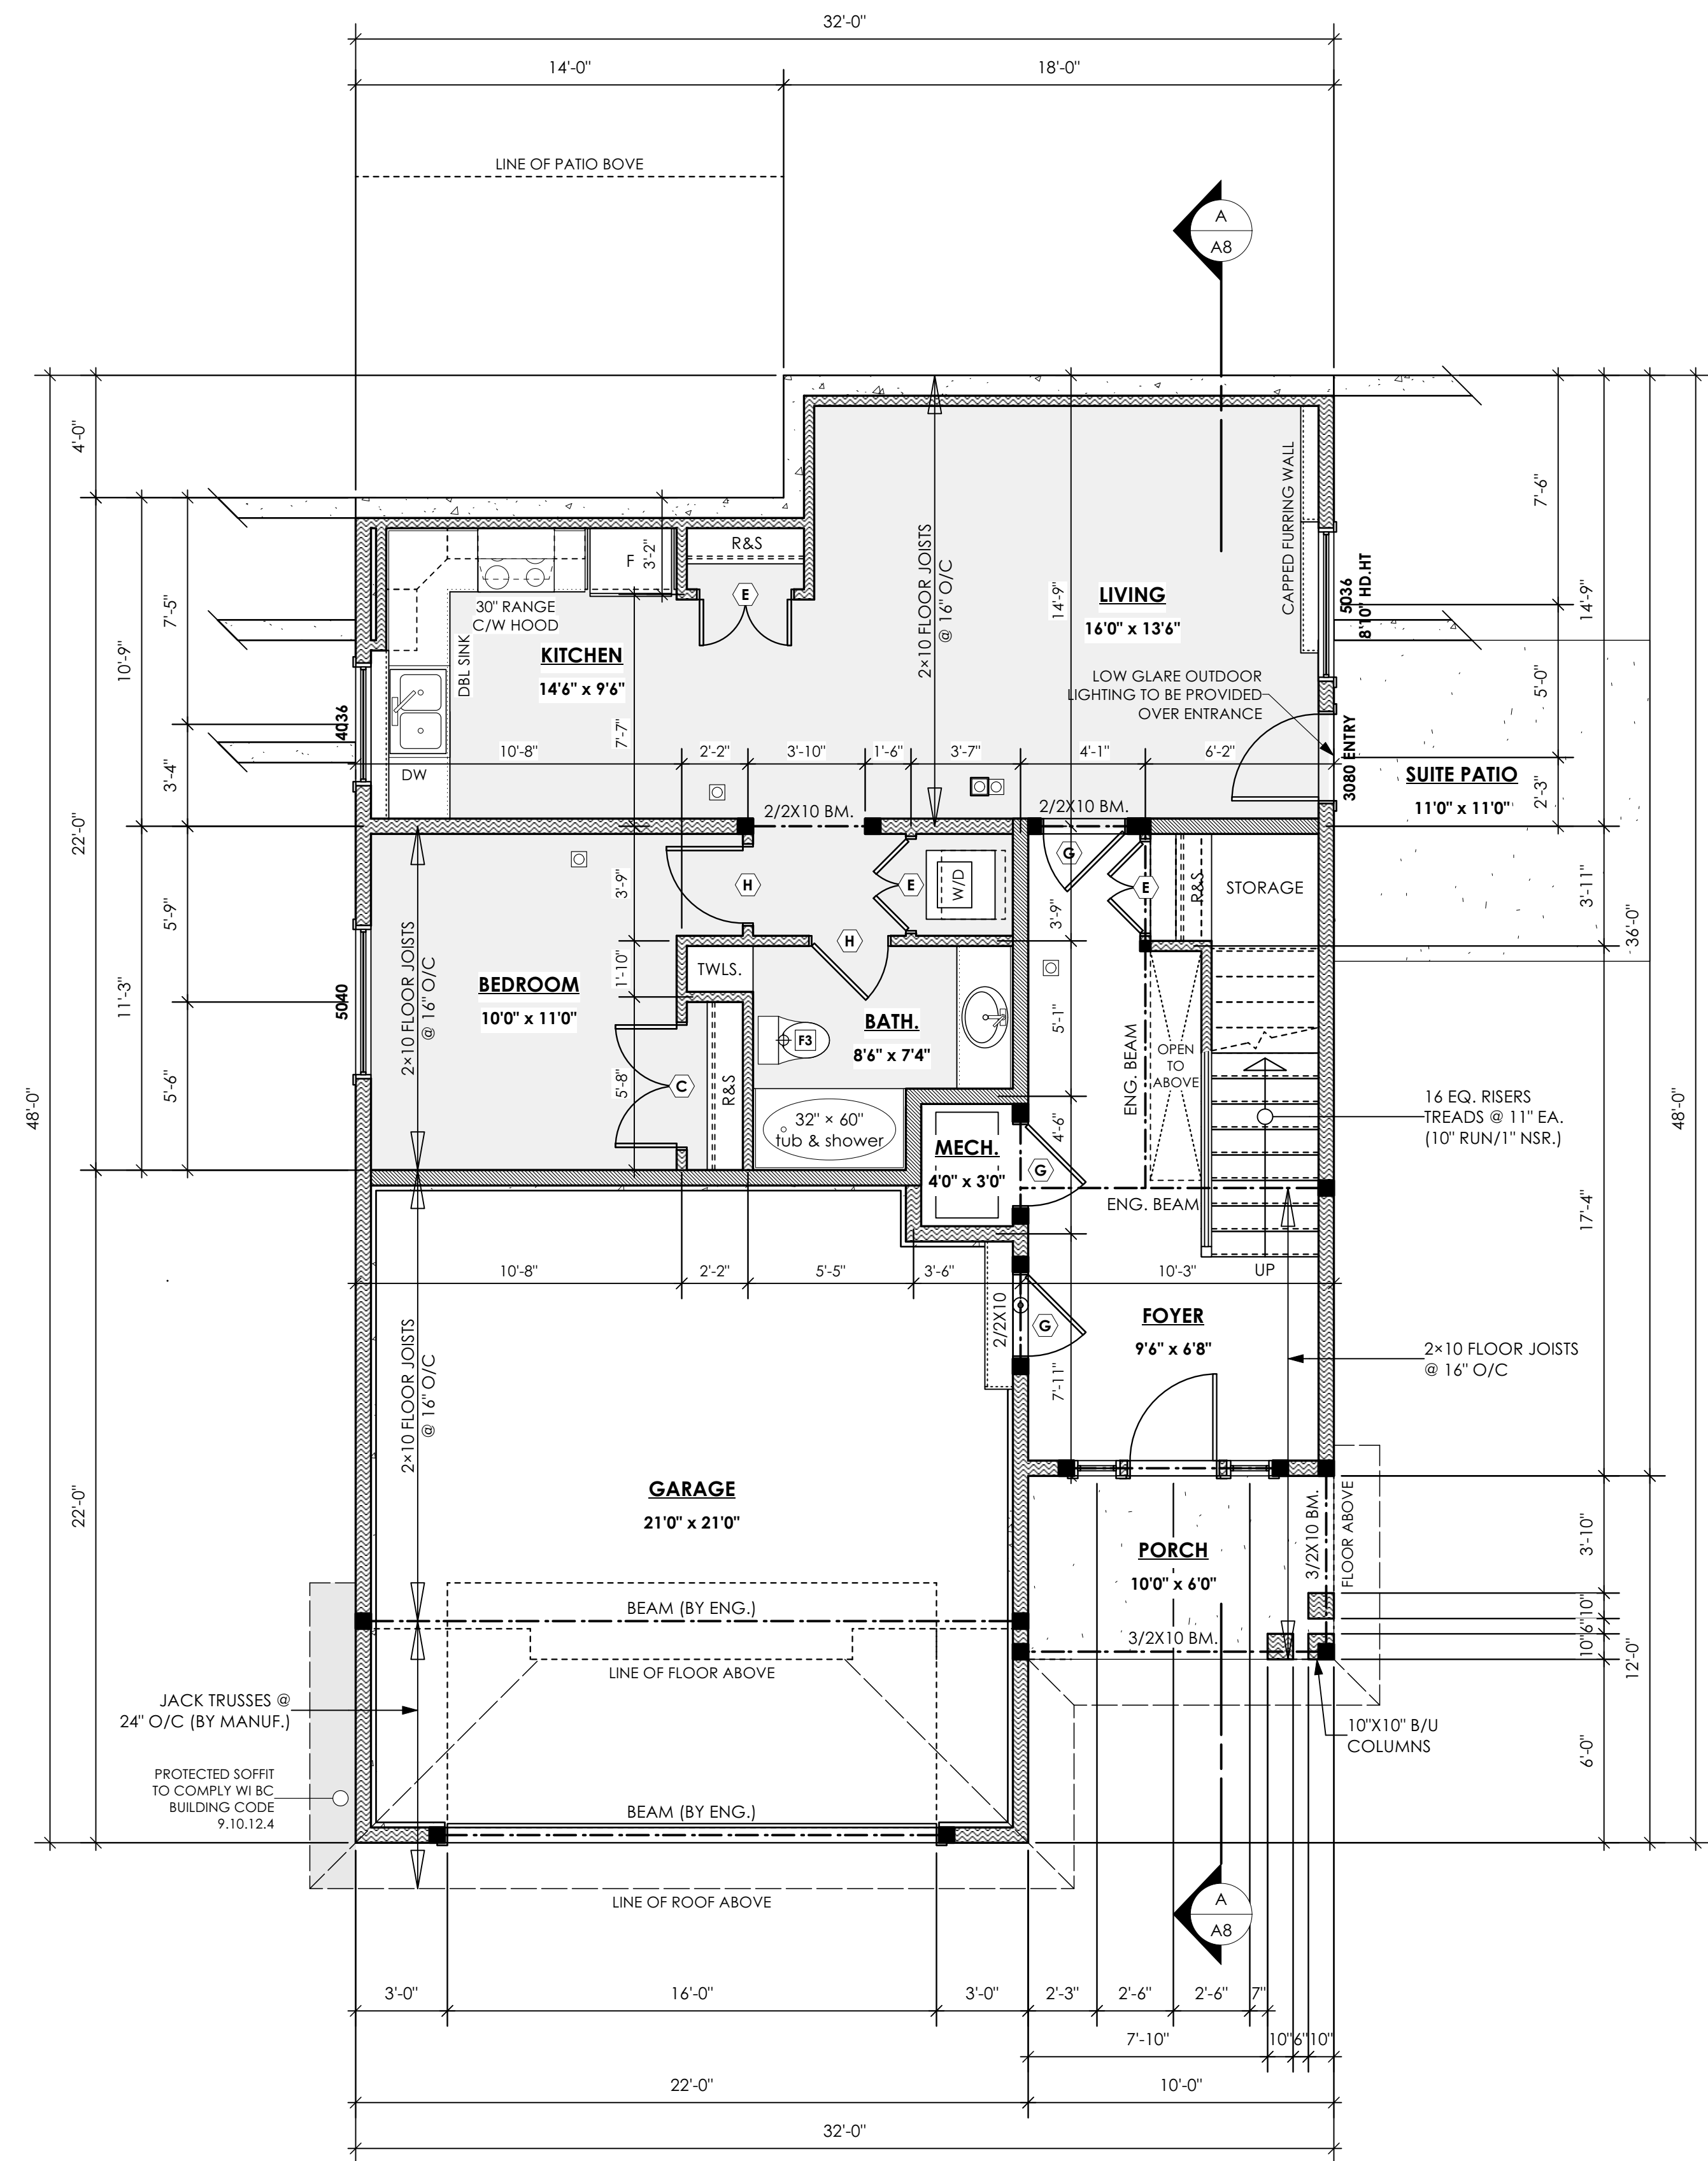 32'-0"
14'-0"
18'-0"
LINE OF PATIO BOVE
A
A8
4'-0"
22'-0"
22'-0"
48'-0"
10'-9"
11'-3"
7'-5"
3'-4"
5'-9"
5'-6"
4036
5040
R&S
F
3'-2"
30" RANGE
C/W HOOD
DBL SINK
DW
KITCHEN
14'6" x 9'6"
E
7'-7"
2×10 FLOOR JOISTS
@ 16" O/C
14'-9"
LIVING
16'0" x 13'6"
CAPPED FURRING WALL
5036
8'10" HD.HT
LOW GLARE OUTDOOR
LIGHTING TO BE PROVIDED
OVER ENTRANCE
3080 ENTRY
SUITE PATIO
11'0" x 11'0"
7'-6"
5'-0"
2'-3"
14'-9"
3'-11"
17'-4"
36'-0"
48'-0"
10'-8"
2'-2"
3'-10"
1'-6"
3'-7"
4'-1"
6'-2"
2/2X10 BM.
2/2X10 BM.
G
H
E
W/D
E
R&S
STORAGE
3'-9"
3'-9"
H
TWLS.
1'-10"
BEDROOM
10'0" x 11'0"
2×10 FLOOR JOISTS
@ 16" O/C
BATH.
8'6" x 7'4"
F3
5'-1"
ENG. BEAM
OPEN
TO
ABOVE
C
5'-8"
R&S
32" × 60"
tub & shower
4'-6"
MECH.
4'0" x 3'0"
G
ENG. BEAM
16 EQ. RISERS
TREADS @ 11" EA.
(10" RUN/1" NSR.)
10'-8"
2'-2"
5'-5"
3'-6"
10'-3"
UP
2/2X10
G
FOYER
9'6" x 6'8"
7'-11"
2×10 FLOOR JOISTS
@ 16" O/C
2×10 FLOOR JOISTS
@ 16" O/C
GARAGE
21'0" x 21'0"
PORCH
10'0" x 6'0"
3/2X10 BM.
FLOOR ABOVE
3'-10"
10"
6"
10"
12'-0"
6'-0"
BEAM (BY ENG.)
3/2X10 BM.
LINE OF FLOOR ABOVE
JACK TRUSSES @
24" O/C (BY MANUF.)
10"X10" B/U
COLUMNS
PROTECTED SOFFIT
TO COMPLY WI BC
BUILDING CODE
9.10.12.4
BEAM (BY ENG.)
LINE OF ROOF ABOVE
A
A8
3'-0"
16'-0"
3'-0"
2'-3"
2'-6"
2'-6"
7"
7'-10"
10"
6"
10"
22'-0"
10'-0"
32'-0"